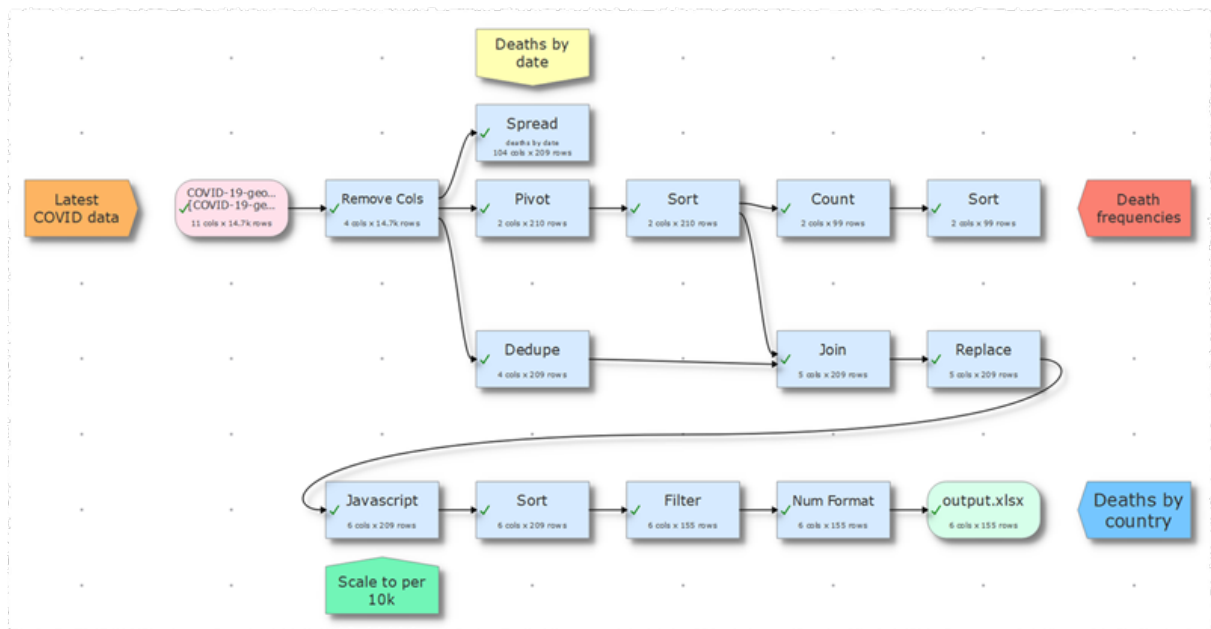 Deaths by
date
Spread
deaths by date
104 cols x 209 rows
Latest
COVID data
COVID-19-geo...
[COVID-19-ge...
11 cols x 14.7k rows
Remove Cols
4 cols x 14.7k rows
Pivot
2 cols x 210 rows
Sort
2 cols x 210 rows
Count
2 cols x 99 rows
Sort
2 cols x 99 rows
Death
frequencies
Dedupe
4 cols x 209 rows
Join
5 cols x 209 rows
Replace
5 cols x 209 rows
Javascript
6 cols x 209 rows
Sort
6 cols x 209 rows
Filter
6 cols x 155 rows
Num Format
6 cols x 155 rows
output.xlsx
6 cols x 155 rows
Deaths by
country
Scale to per
10k